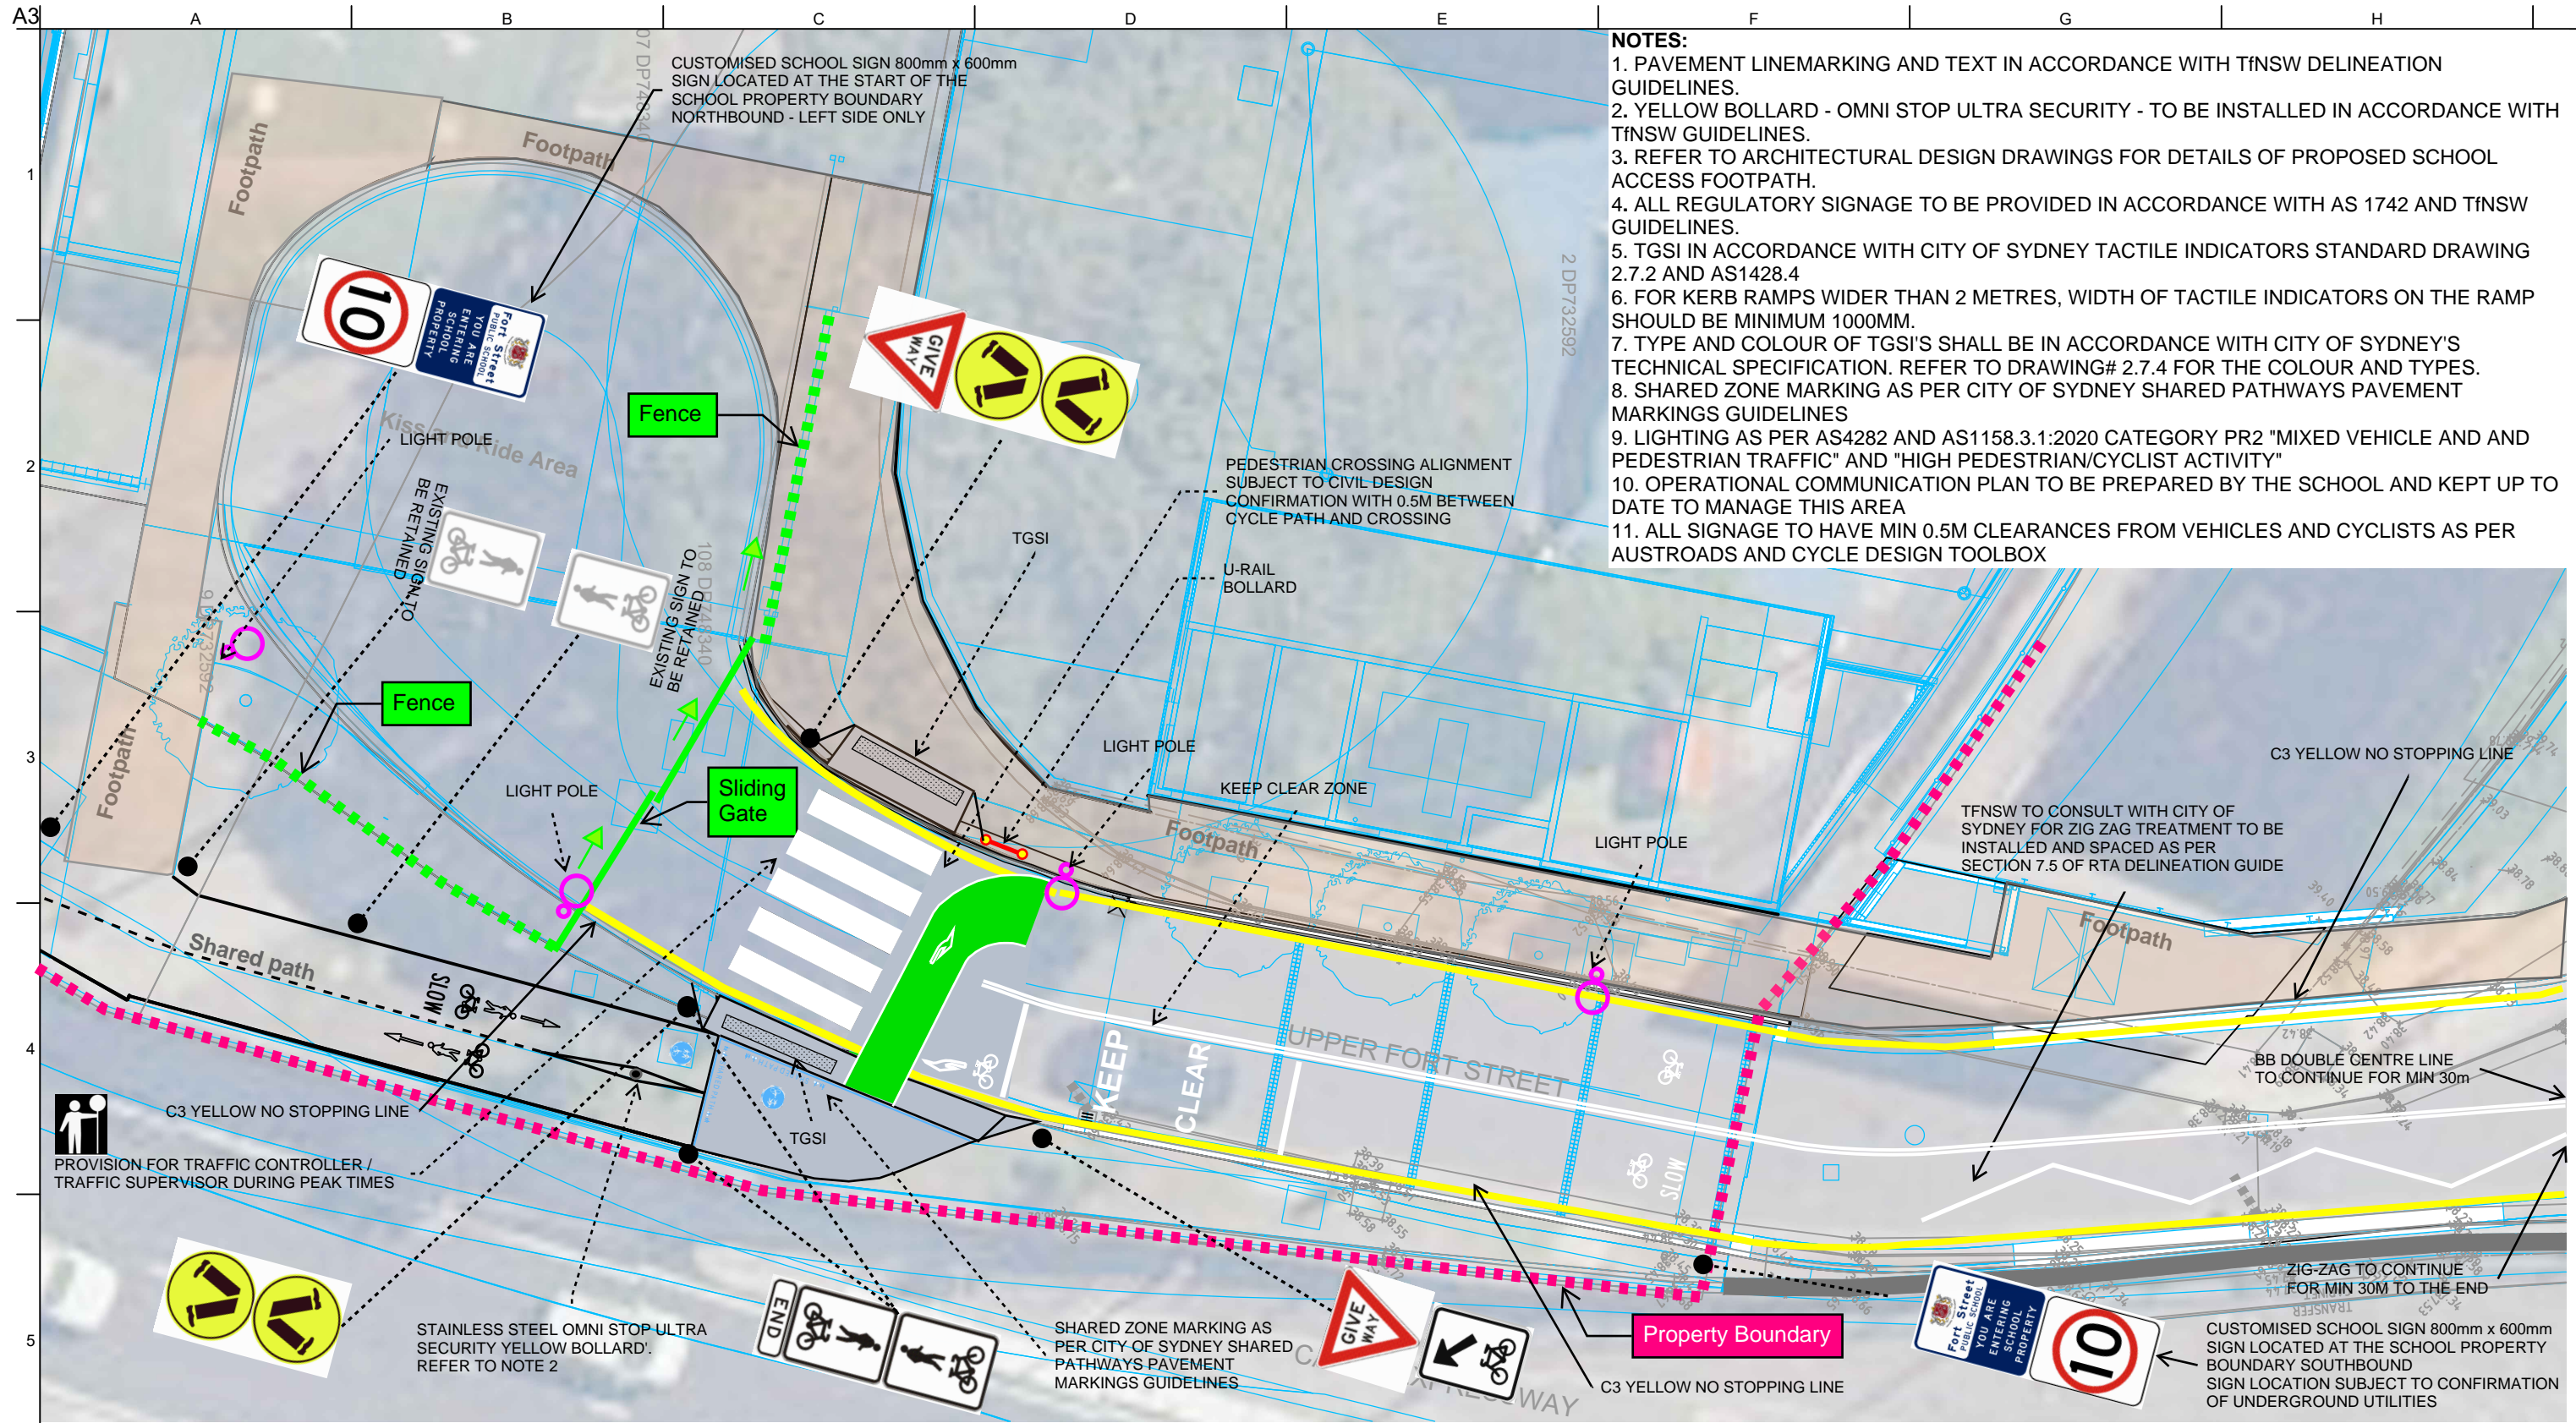 A3
A
B
C
D
E
F
G
H
1
2
3
4
5
NOTES:
1. PAVEMENT LINEMARKING AND TEXT IN ACCORDANCE WITH TfNSW DELINEATION
GUIDELINES.
2. YELLOW BOLLARD - OMNI STOP ULTRA SECURITY - TO BE INSTALLED IN ACCORDANCE WITH
TfNSW GUIDELINES.
3. REFER TO ARCHITECTURAL DESIGN DRAWINGS FOR DETAILS OF PROPOSED SCHOOL
ACCESS FOOTPATH.
4. ALL REGULATORY SIGNAGE TO BE PROVIDED IN ACCORDANCE WITH AS 1742 AND TfNSW
GUIDELINES.
5. TGSI IN ACCORDANCE WITH CITY OF SYDNEY TACTILE INDICATORS STANDARD DRAWING
2.7.2 AND AS1428.4
6. FOR KERB RAMPS WIDER THAN 2 METRES, WIDTH OF TACTILE INDICATORS ON THE RAMP
SHOULD BE MINIMUM 1000MM.
7. TYPE AND COLOUR OF TGSI'S SHALL BE IN ACCORDANCE WITH CITY OF SYDNEY'S
TECHNICAL SPECIFICATION. REFER TO DRAWING# 2.7.4 FOR THE COLOUR AND TYPES.
8. SHARED ZONE MARKING AS PER CITY OF SYDNEY SHARED PATHWAYS PAVEMENT
MARKINGS GUIDELINES
9. LIGHTING AS PER AS4282 AND AS1158.3.1:2020 CATEGORY PR2 "MIXED VEHICLE AND AND
PEDESTRIAN TRAFFIC" AND "HIGH PEDESTRIAN/CYCLIST ACTIVITY"
10. OPERATIONAL COMMUNICATION PLAN TO BE PREPARED BY THE SCHOOL AND KEPT UP TO
DATE TO MANAGE THIS AREA
11. ALL SIGNAGE TO HAVE MIN 0.5M CLEARANCES FROM VEHICLES AND CYCLISTS AS PER
AUSTROADS AND CYCLE DESIGN TOOLBOX
CUSTOMISED SCHOOL SIGN 800mm x 600mm
SIGN LOCATED AT THE START OF THE
SCHOOL PROPERTY BOUNDARY
NORTHBOUND - LEFT SIDE ONLY
07 DP748340
Footpath
Footpath
10
Fort Street
PUBLIC SCHOOL
YOU ARE
ENTERING
SCHOOL
PROPERTY
GIVE
WAY
2 DP732592
Fence
Kiss and Ride Area
LIGHT POLE
EXISTING SIGN TO
BE RETAINED
EXISTING SIGN TO
BE RETAINED
108 DP748340
9 DP732592
PEDESTRIAN CROSSING ALIGNMENT
SUBJECT TO CIVIL DESIGN
CONFIRMATION WITH 0.5M BETWEEN
CYCLE PATH AND CROSSING
TGSI
U-RAIL
BOLLARD
Fence
Footpath
LIGHT POLE
Sliding
Gate
LIGHT POLE
KEEP CLEAR ZONE
Footpath
LIGHT POLE
C3 YELLOW NO STOPPING LINE
TFNSW TO CONSULT WITH CITY OF
SYDNEY FOR ZIG ZAG TREATMENT TO BE
INSTALLED AND SPACED AS PER
SECTION 7.5 OF RTA DELINEATION GUIDE
Footpath
Shared path
SLOW
KEEP
CLEAR
UPPER FORT STREET
SLOW
BB DOUBLE CENTRE LINE
TO CONTINUE FOR MIN 30m
C3 YELLOW NO STOPPING LINE
TGSI
PROVISION FOR TRAFFIC CONTROLLER /
TRAFFIC SUPERVISOR DURING PEAK TIMES
ZIG-ZAG TO CONTINUE
FOR MIN 30M TO THE END
STAINLESS STEEL OMNI STOP ULTRA
SECURITY YELLOW BOLLARD'.
REFER TO NOTE 2
END
SHARED ZONE MARKING AS
PER CITY OF SYDNEY SHARED
PATHWAYS PAVEMENT
MARKINGS GUIDELINES
GIVE
WAY
Property Boundary
C3 YELLOW NO STOPPING LINE
Fort Street
PUBLIC SCHOOL
YOU ARE
ENTERING
SCHOOL
PROPERTY
10
CUSTOMISED SCHOOL SIGN 800mm x 600mm
SIGN LOCATED AT THE SCHOOL PROPERTY
BOUNDARY SOUTHBOUND
SIGN LOCATION SUBJECT TO CONFIRMATION
OF UNDERGROUND UTILITIES